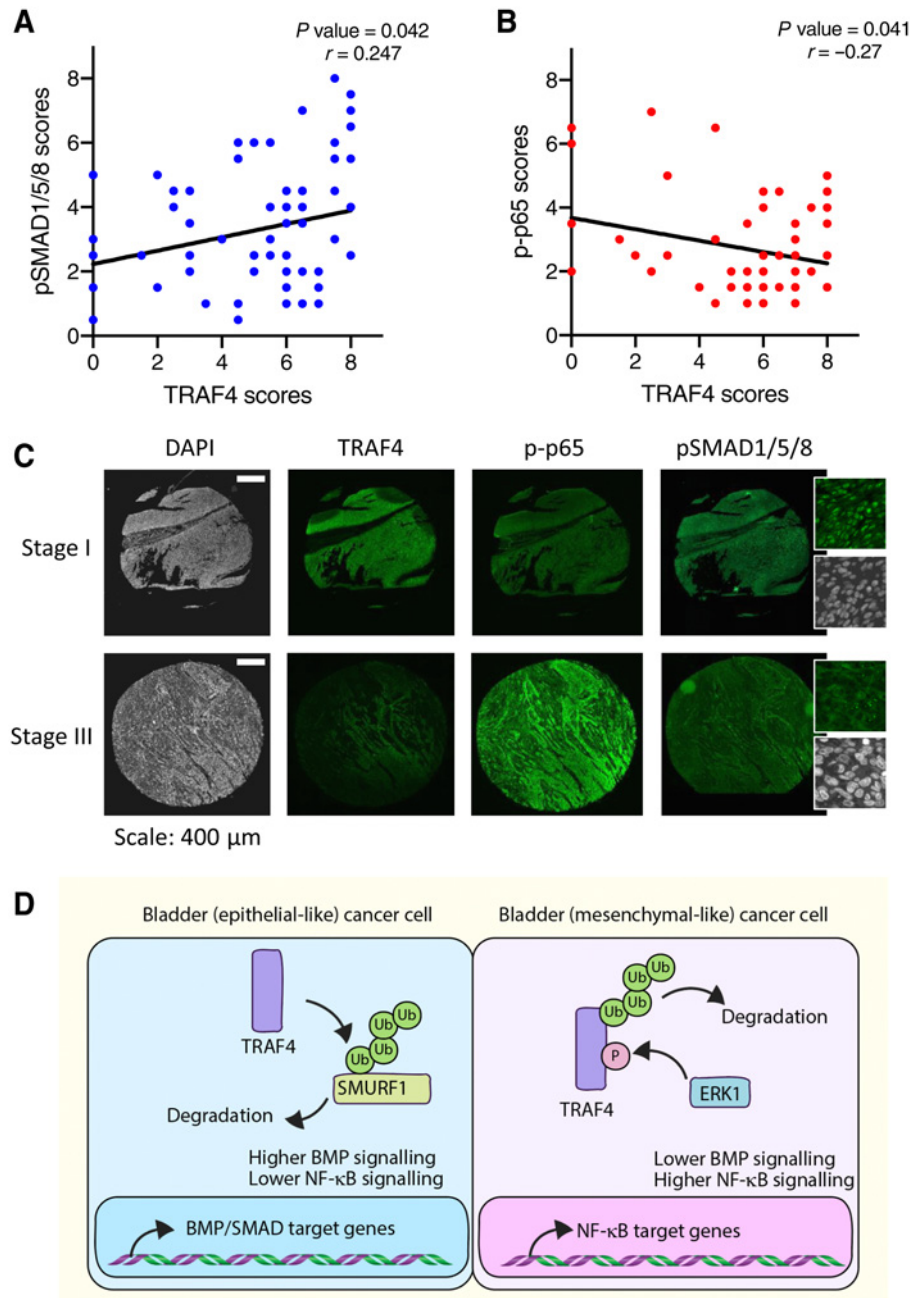 A
P value = 0.042
r = 0.247
pSMAD1/5/8 scores
8
6
4
2
0
0 2 4 6 8
TRAF4 scores
B
P value = 0.041
r = −0.27
p-p65 scores
8
6
4
2
0
0 2 4 6 8
TRAF4 scores
C
DAPI TRAF4 p-p65 pSMAD1/5/8
Stage I
Stage III
Scale: 400 μm
D
Bladder (epithelial-like) cancer cell
TRAF4
Ub
Ub
Ub
Ub
SMURF1
Degradation
Higher BMP signalling
Lower NF-κB signalling
BMP/SMAD target genes
Bladder (mesenchymal-like) cancer cell
Ub
Ub
Ub
Ub
Degradation
P
TRAF4
ERK1
Lower BMP signalling
Higher NF-κB signalling
NF-κB target genes